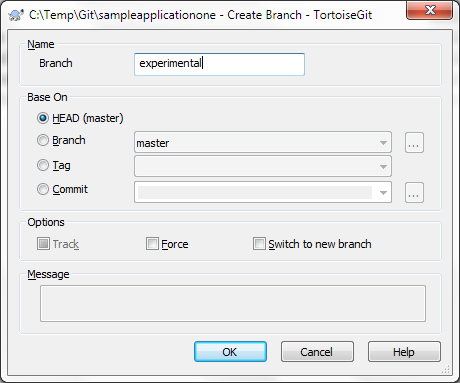 C:\Temp\Git\sampleapplicationone - Create Branch - TortoiseGit
Name
Branch experimental
Base On
HEAD (master)
Branch master ...
Tag
Commit ...
Options
Track Force Switch to new branch
Message
OK Cancel Help